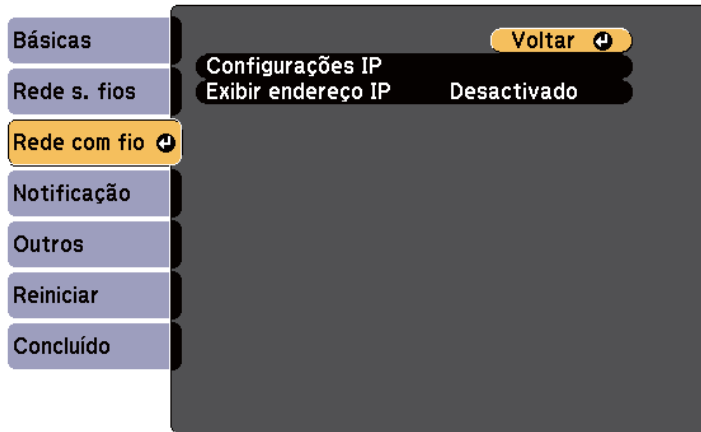 Básicas
Rede s. fios
Rede com fio
Notificação
Outros
Reiniciar
Concluído
Voltar
Configurações IP
Exibir endereço IP Desactivado